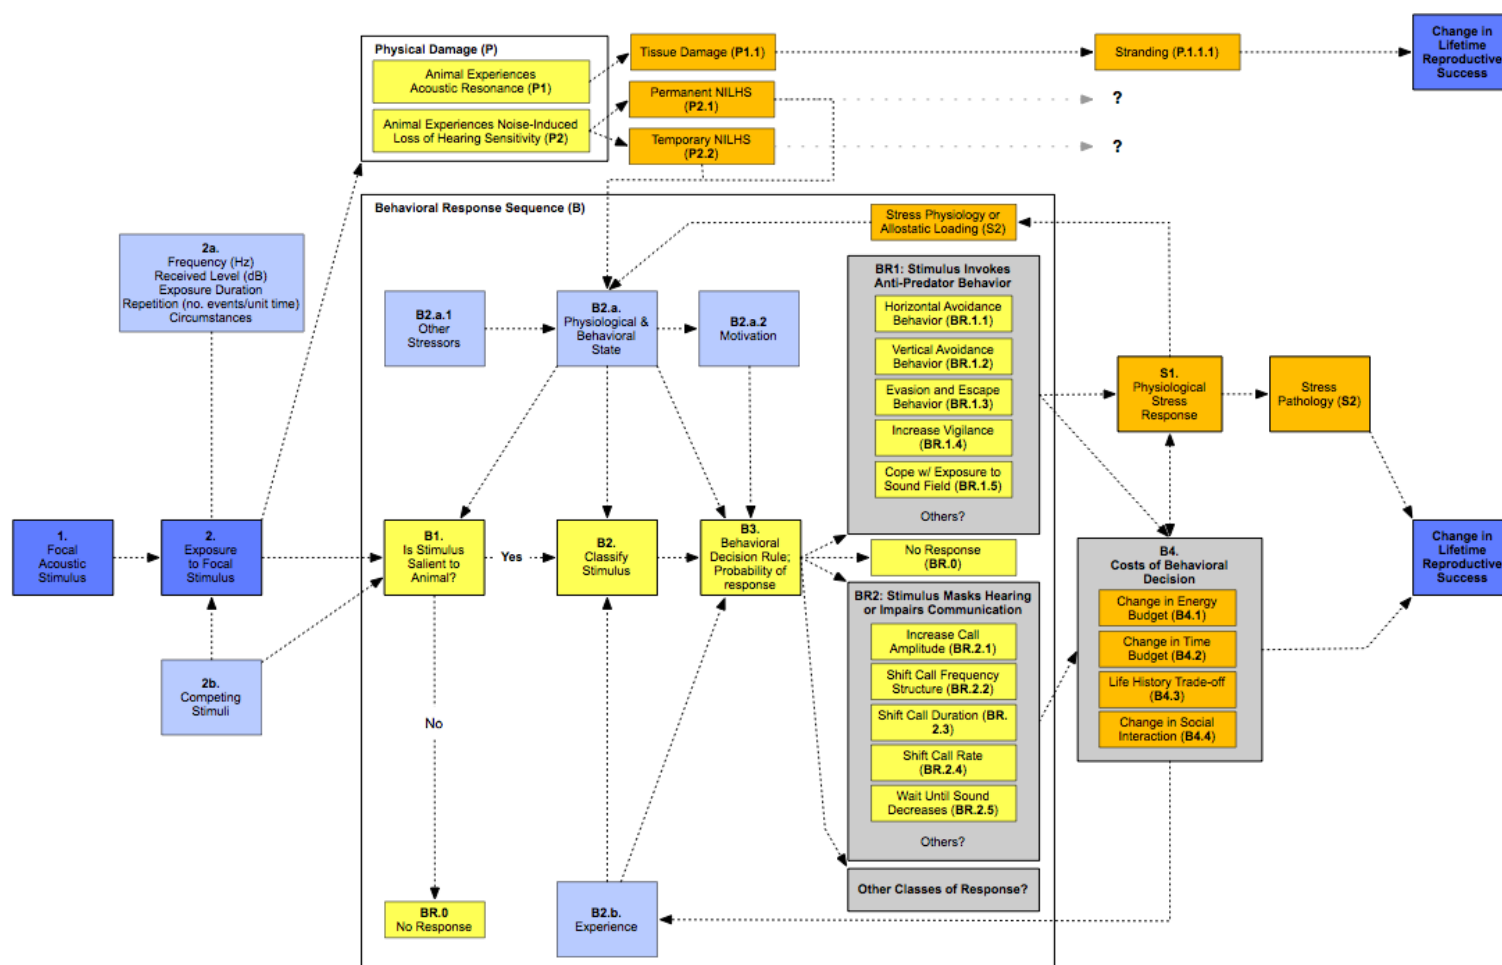 Physical Damage (P)
Animal Experiences
Acoustic Resonance (P1)
Animal Experiences Noise-Induced
Loss of Hearing Sensitivity (P2)
Tissue Damage (P1.1)
Permanent NILHS
(P2.1)
Temporary NILHS
(P2.2)
Stranding (P.1.1.1)
?
?
Change in
Lifetime
Reproductive
Success
Behavioral Response Sequence (B)
Stress Physiology or
Allostatic Loading (S2)
2a.
Frequency (Hz)
Received Level (dB)
Exposure Duration
Repetition (no. events/unit time)
Circumstances
B2.a.1
Other
Stressors
B2.a.
Physiological &
Behavioral
State
B2.a.2
Motivation
BR1: Stimulus Invokes
Anti-Predator Behavior
Horizontal Avoidance
Behavior (BR.1.1)
Vertical Avoidance
Behavior (BR.1.2)
Evasion and Escape
Behavior (BR.1.3)
Increase Vigilance
(BR.1.4)
Cope w/ Exposure to
Sound Field (BR.1.5)
Others?
S1.
Physiological
Stress
Response
Stress
Pathology (S2)
1.
Focal
Acoustic
Stimulus
2.
Exposure
to Focal
Stimulus
B1.
Is Stimulus
Salient to
Animal?
Yes
B2.
Classify
Stimulus
B3.
Behavioral
Decision Rule;
Probability of
response
No Response
(BR.0)
BR2: Stimulus Masks Hearing
or Impairs Communication
Increase Call
Amplitude (BR.2.1)
Shift Call Frequency
Structure (BR.2.2)
Shift Call Duration (BR.
2.3)
Shift Call Rate
(BR.2.4)
Wait Until Sound
Decreases (BR.2.5)
Others?
Other Classes of Response?
B4.
Costs of Behavioral
Decision
Change in Energy
Budget (B4.1)
Change in Time
Budget (B4.2)
Life History Trade-off
(B4.3)
Change in Social
Interaction (B4.4)
Change in
Lifetime
Reproductive
Success
2b.
Competing
Stimuli
No
BR.0
No Response
B2.b.
Experience